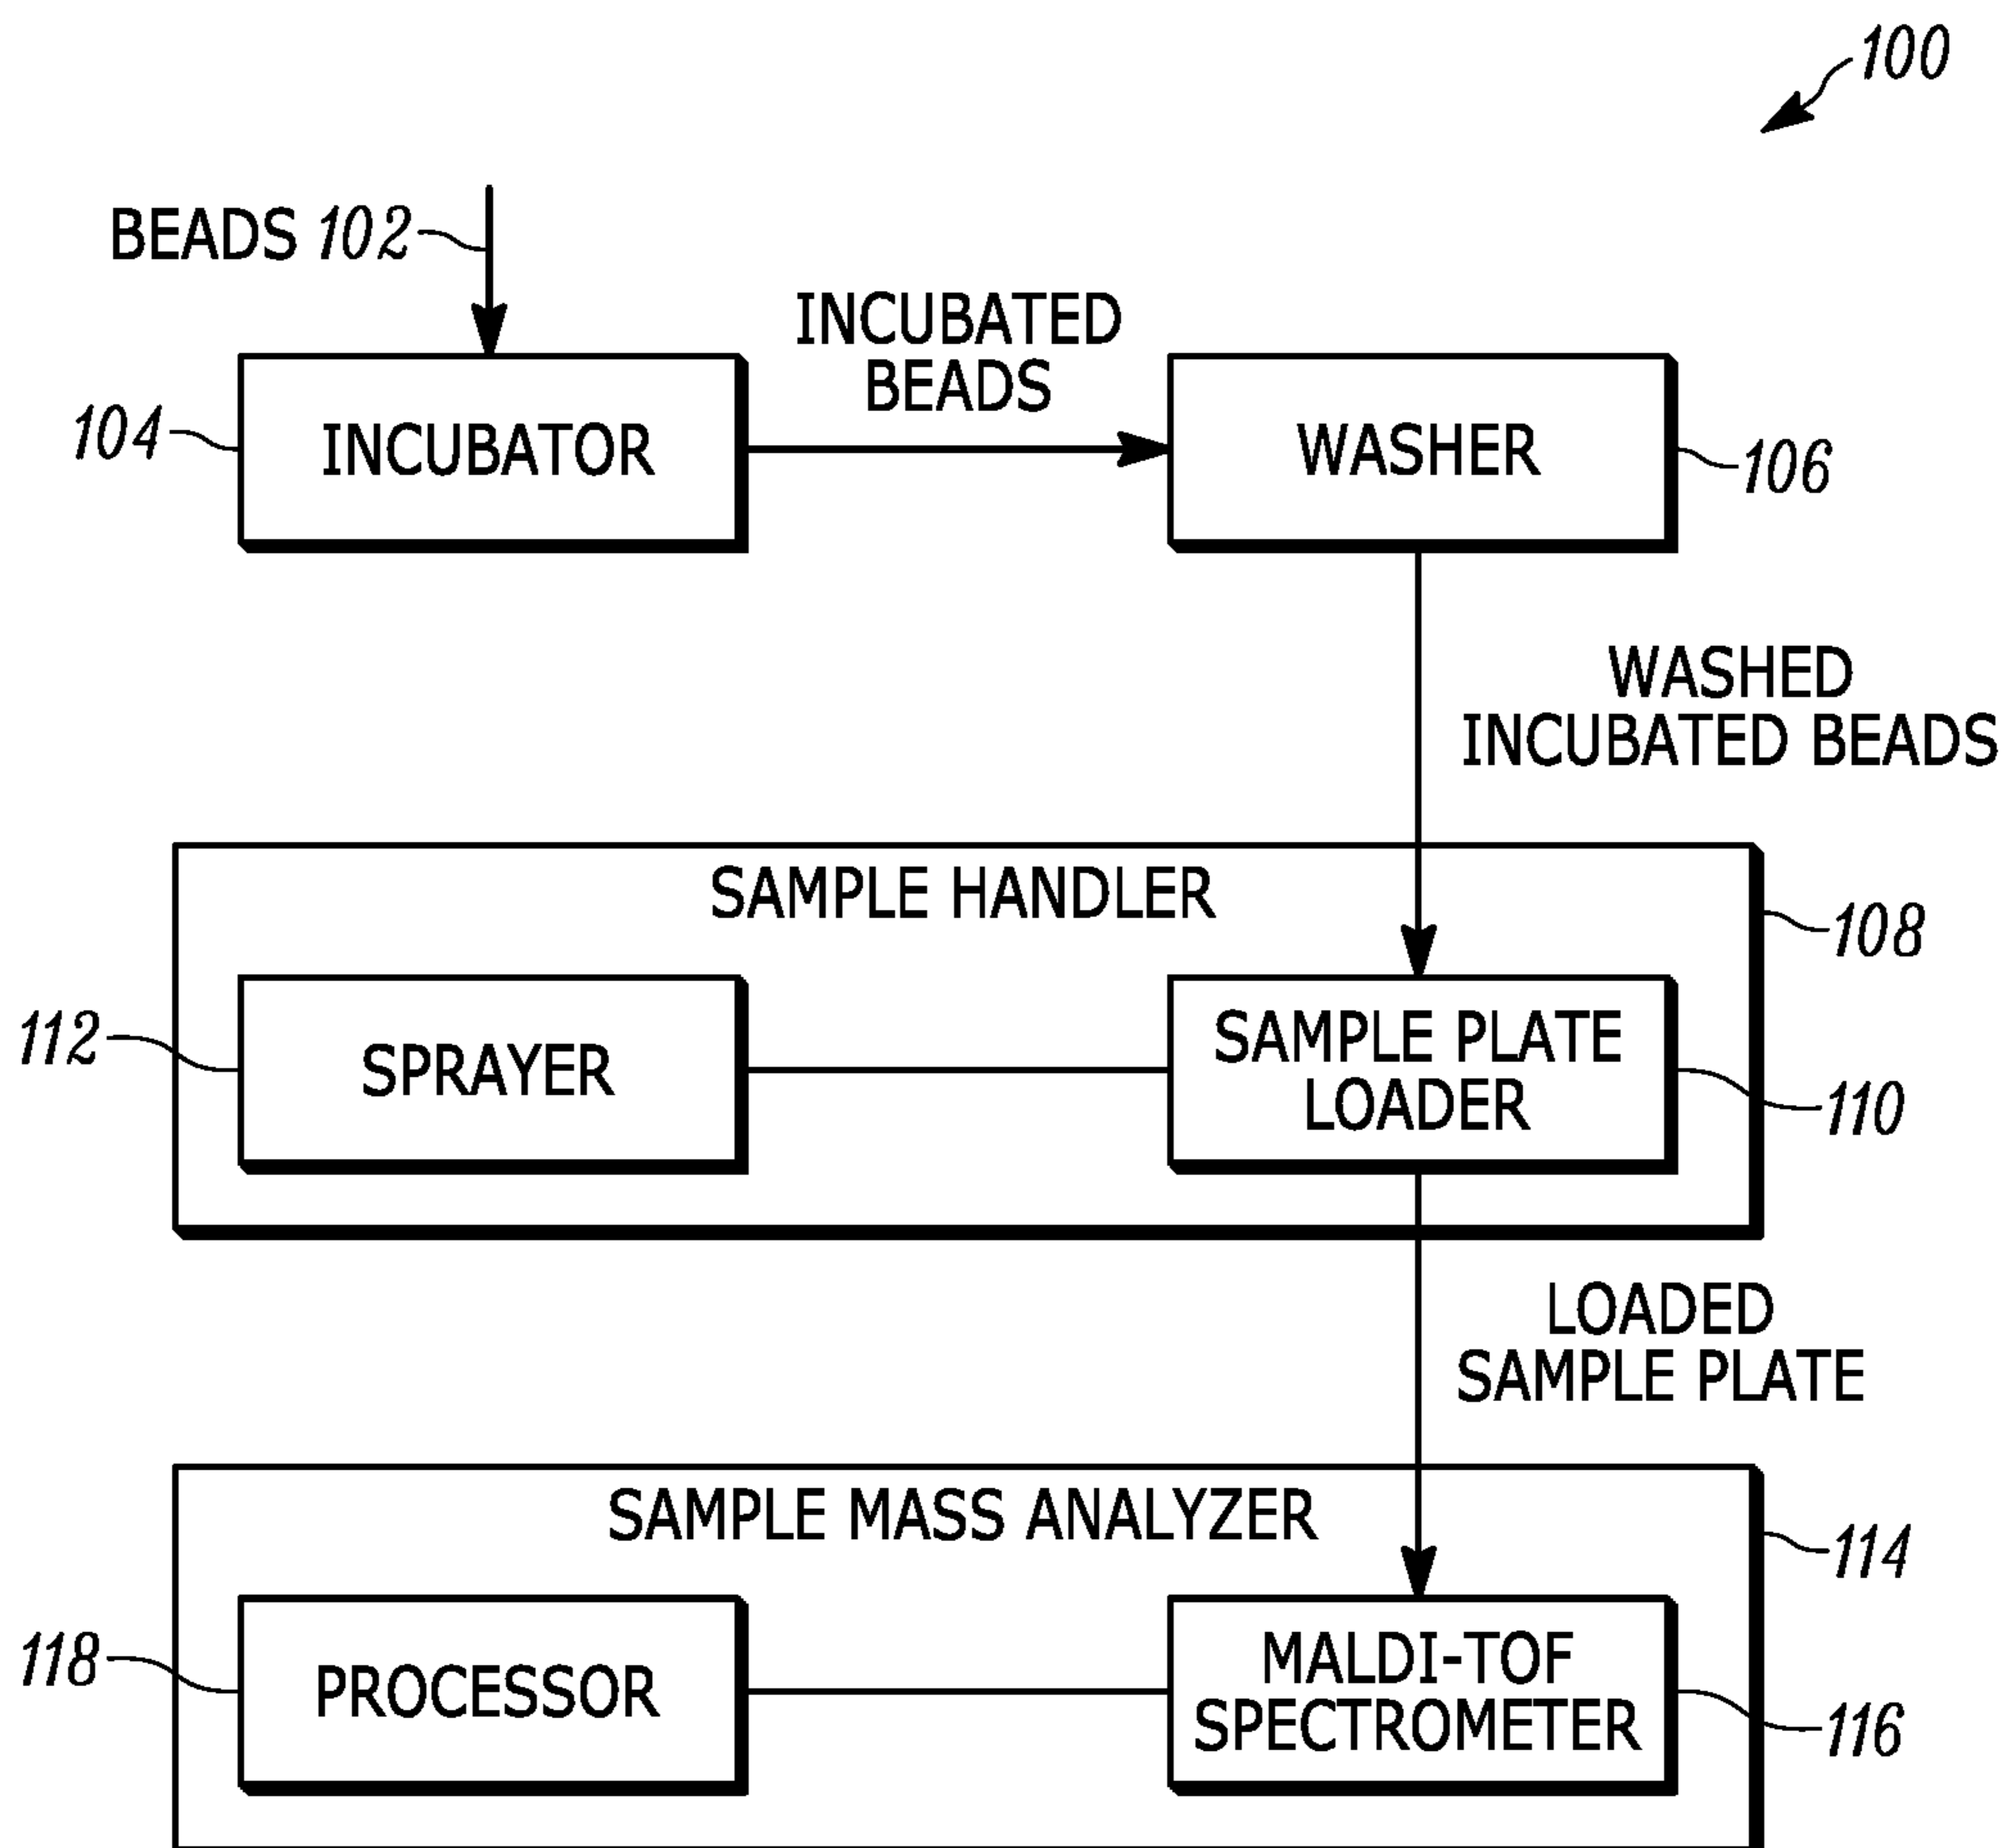 100
BEADS 102
INCUBATED
BEADS
104
INCUBATOR
WASHER
106
WASHED
INCUBATED BEADS
SAMPLE HANDLER
108
112
SPRAYER
SAMPLE PLATE
LOADER
110
LOADED
SAMPLE PLATE
SAMPLE MASS ANALYZER
114
118
PROCESSOR
MALDI-TOF
SPECTROMETER
116